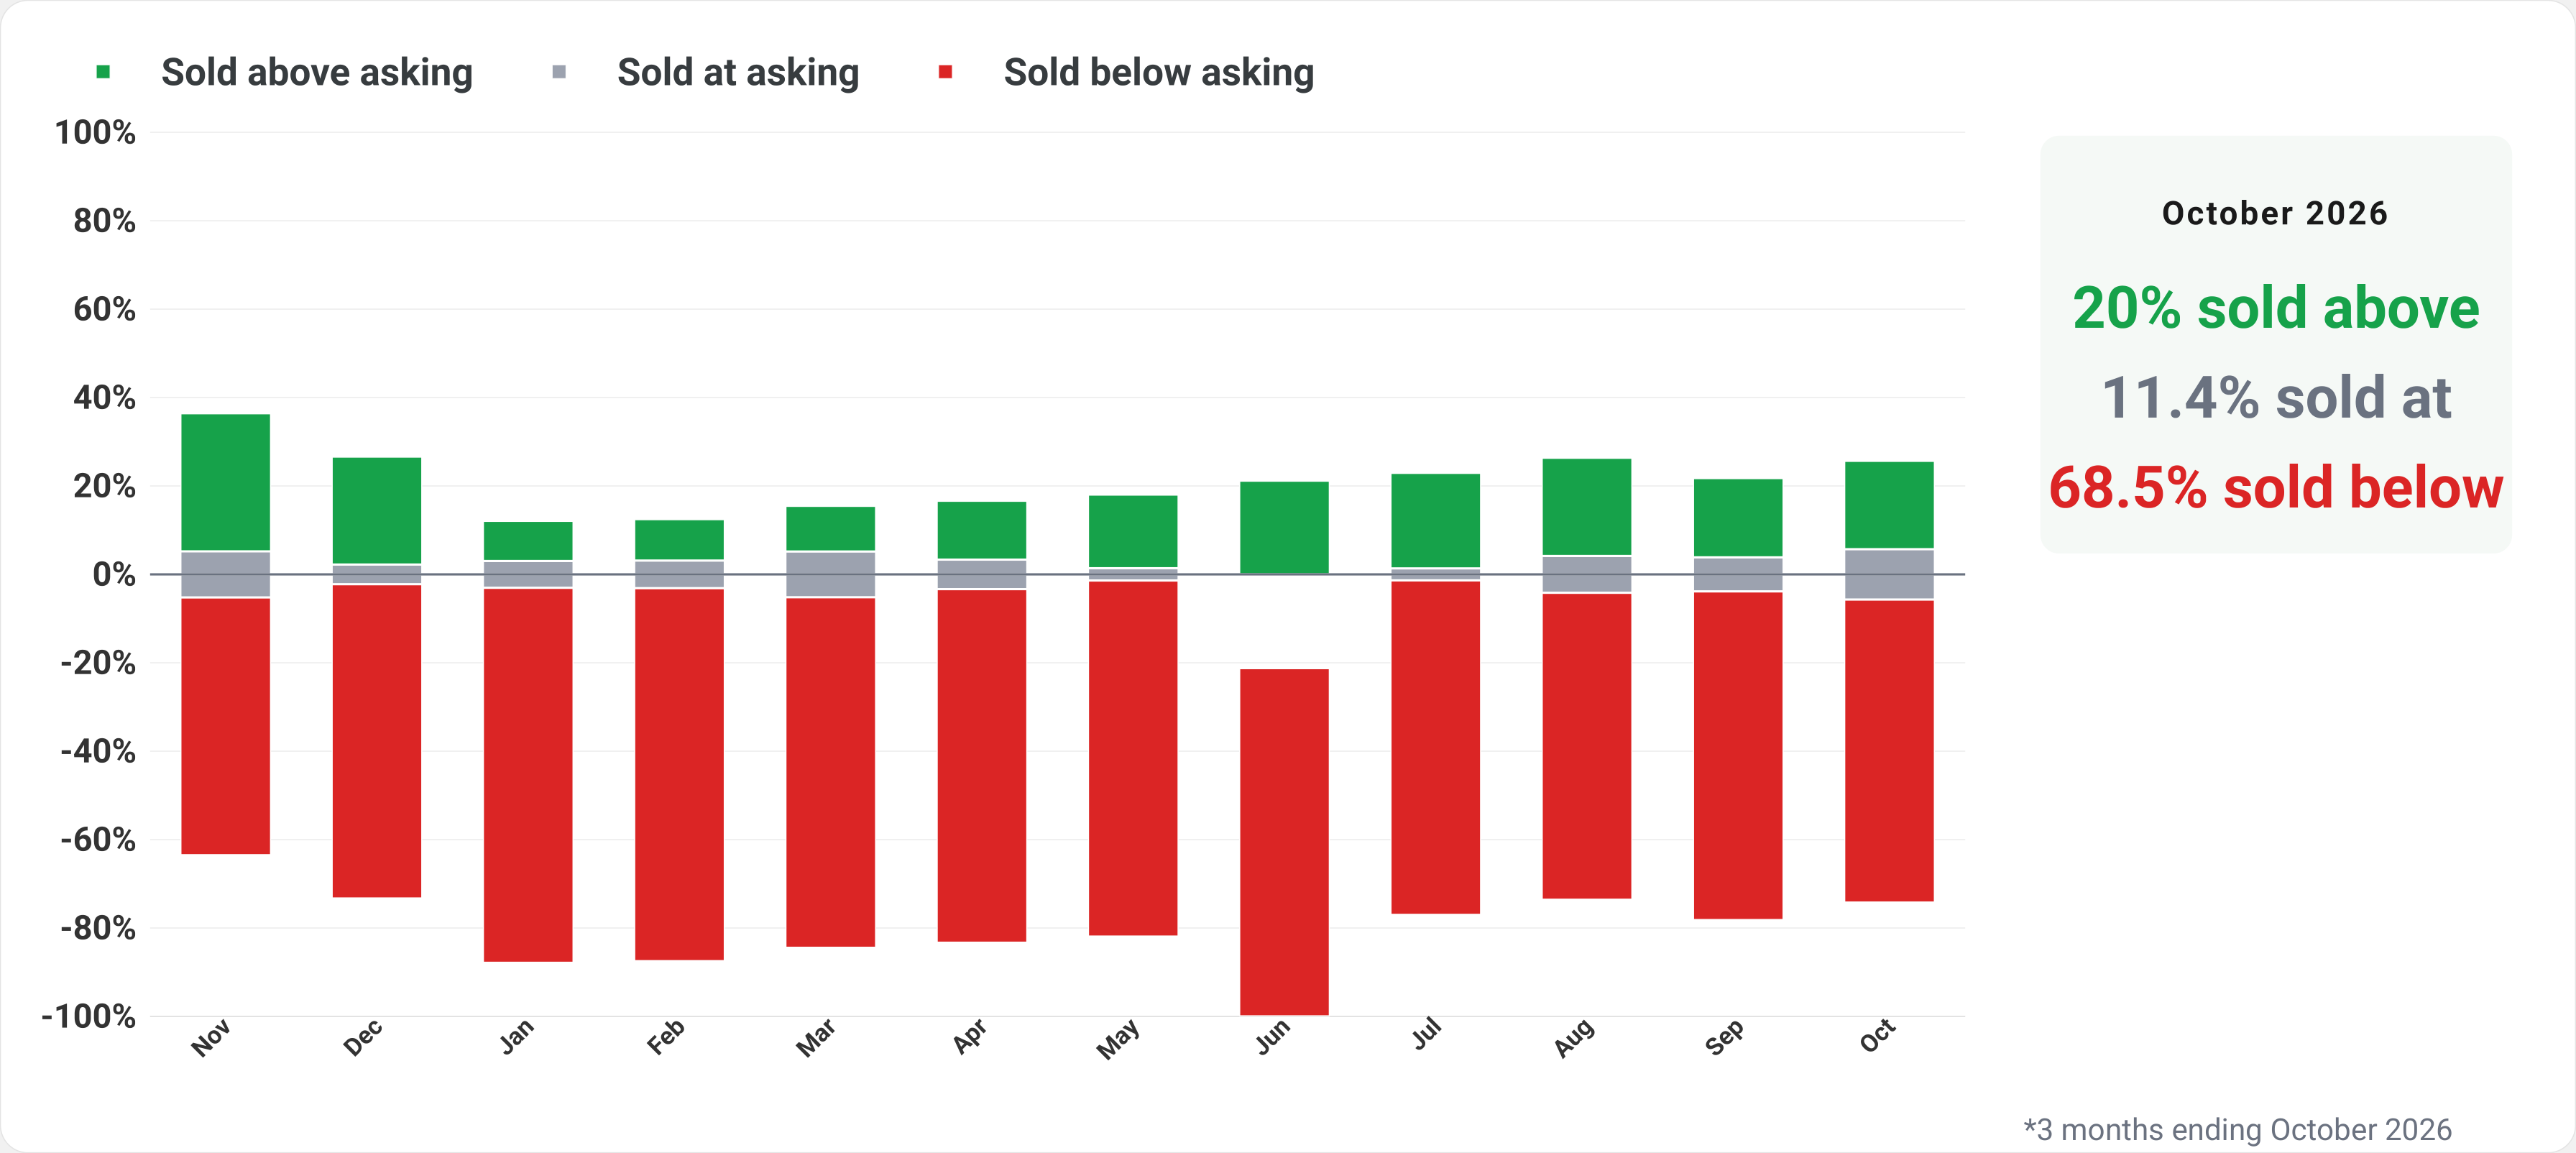 Sold above asking Sold at asking Sold below asking
100%
80%
60%
40%
20%
0%
-20%
-40%
-60%
-80%
-100%
Nov Dec Jan Feb Mar Apr May Jun Jul Aug Sep Oct
October 2026
20% sold above
11.4% sold at
68.5% sold below
*3 months ending October 2026